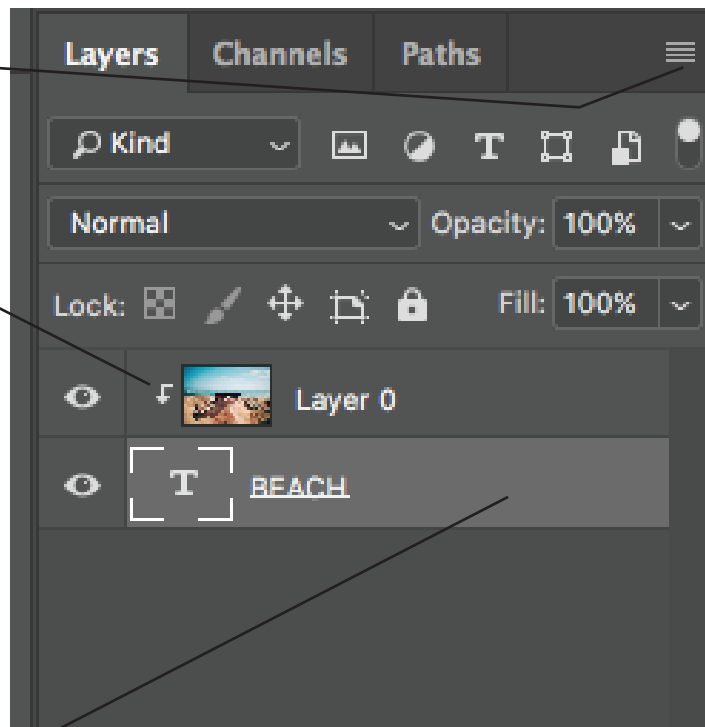 Layers Channels Paths
Kind T
Normal Opacity: 100%
Lock: Fill: 100%
Layer 0
T BEACH